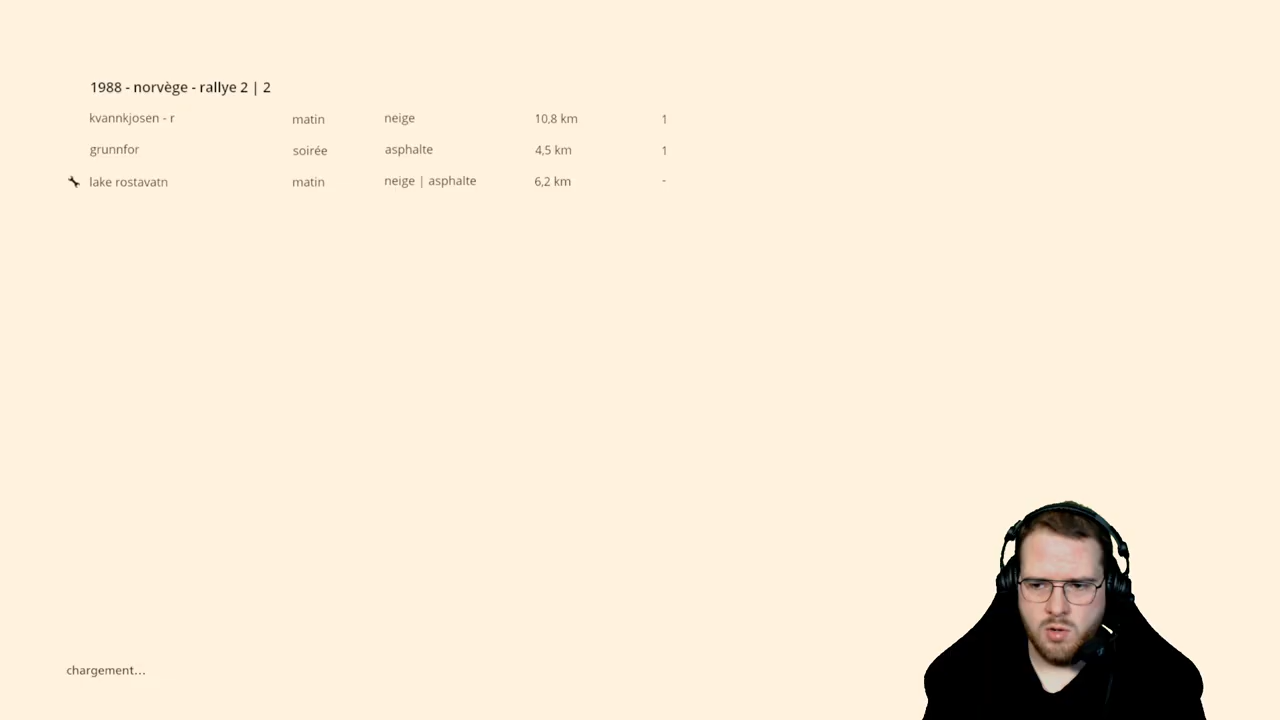 1988 - norvège - rallye 2 | 2
kvannkjosen - r matin neige 10,8 km 1
grunnfor soirée asphalte 4,5 km 1
lake rostavatn matin neige | asphalte 6,2 km -
chargement...